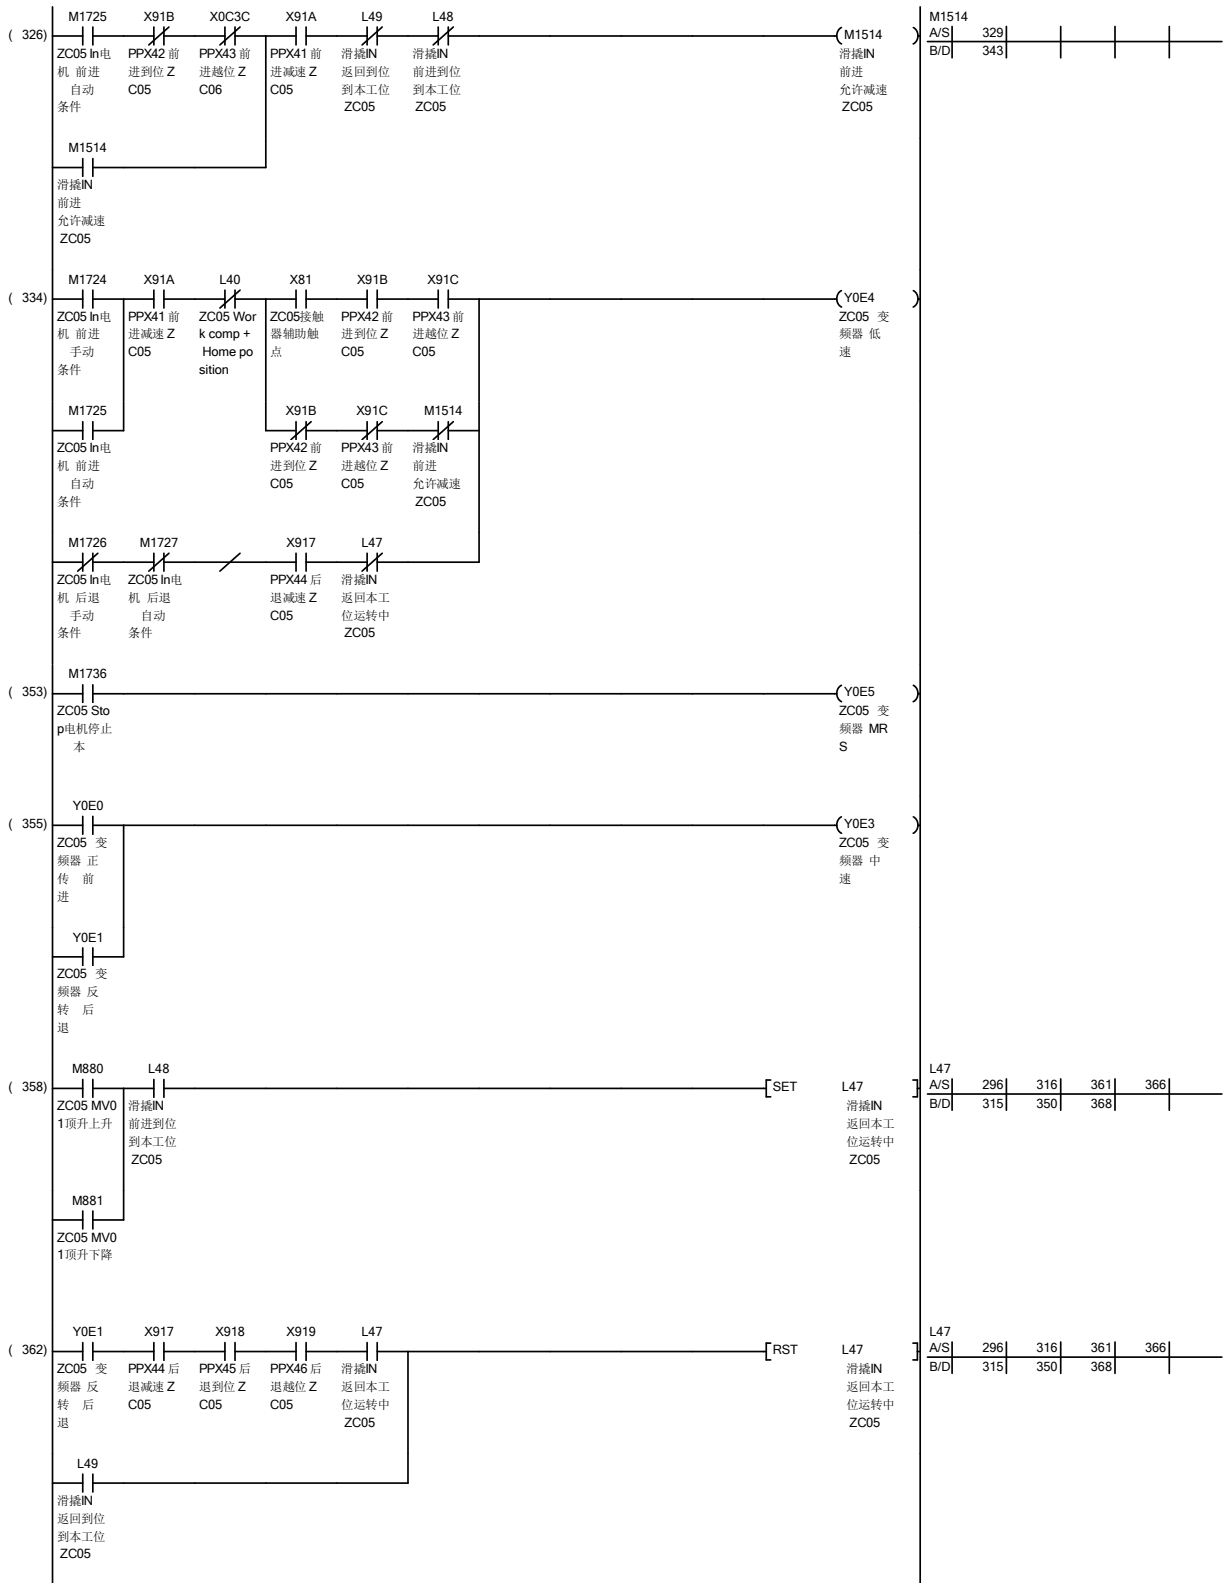 M1725 X91B X0C3C X91A L49 L48 M1514
( 326) (M1514 ) A/S 329
ZC05 In电 PPX42 前 PPX43 前 PPX41 前 滑撬IN 滑撬IN 滑撬IN B/D 343
机 前进 进到位 Z 进越位 Z 进减速 Z 返回到位 前进到位 前进
自动 C05 C06 C05 到本工位 到本工位 允许减速
条件 ZC05 ZC05 ZC05
M1514
滑撬IN
前进
允许减速
ZC05
M1724 X91A L40 X81 X91B X91C
( 334) (Y0E4 )
ZC05 In电 PPX41 前 ZC05 Wor ZC05接触 PPX42 前 PPX43 前 ZC05 变
机 前进 进减速 Z k comp + 器辅助触 进到位 Z 进越位 Z 频器 低
手动 C05 Home po 点 C05 C05 速
条件 sition
M1725 X91B X91C M1514
ZC05 In电 PPX42 前 PPX43 前 滑撬IN
机 前进 进到位 Z 进越位 Z 前进
自动 C05 C05 允许减速
条件 ZC05
M1726 M1727 X917 L47
ZC05 In电 ZC05 In电 PPX44 后 滑撬IN
机 后退 机 后退 退减速 Z 返回本工
手动 自动 C05 位运转中
条件 条件 ZC05
M1736
( 353) (Y0E5 )
ZC05 Sto ZC05 变
p电机停止 频器 MR
本 S
Y0E0
( 355) (Y0E3 )
ZC05 变 ZC05 变
频器 正 频器 中
传 前 速
进
Y0E1
ZC05 变
频器 反
转 后
退
M880 L48 L47
( 358) [SET L47 ] A/S 296 316 361 366
ZC05 MV0 滑撬IN 滑撬IN B/D 315 350 368
1顶升上升 前进到位 返回本工
到本工位 位运转中
ZC05 ZC05
M881
ZC05 MV0
1顶升下降
Y0E1 X917 X918 X919 L47 L47
( 362) [RST L47 ] A/S 296 316 361 366
ZC05 变 PPX44 后 PPX45 后 PPX46 后 滑撬IN 滑撬IN B/D 315 350 368
频器 反 退减速 Z 退到位 Z 退越位 Z 返回本工 返回本工
转 后 C05 C05 C05 位运转中 位运转中
退 ZC05 ZC05
L49
滑撬IN
返回到位
到本工位
ZC05